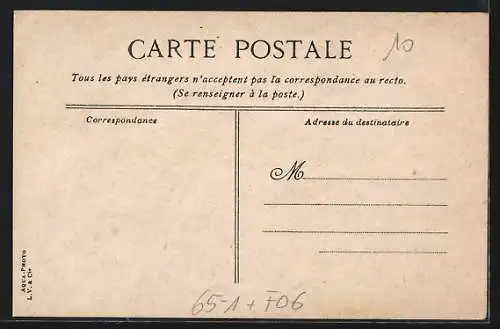 CARTE POSTALE
10
Tous les pays étrangers n'acceptent pas la correspondance au recto.
(Se renseigner à la poste.)
Correspondance
Adresse du destinataire
M
AQUA-PHOTO
L. V. & Cie
65-1 + F06